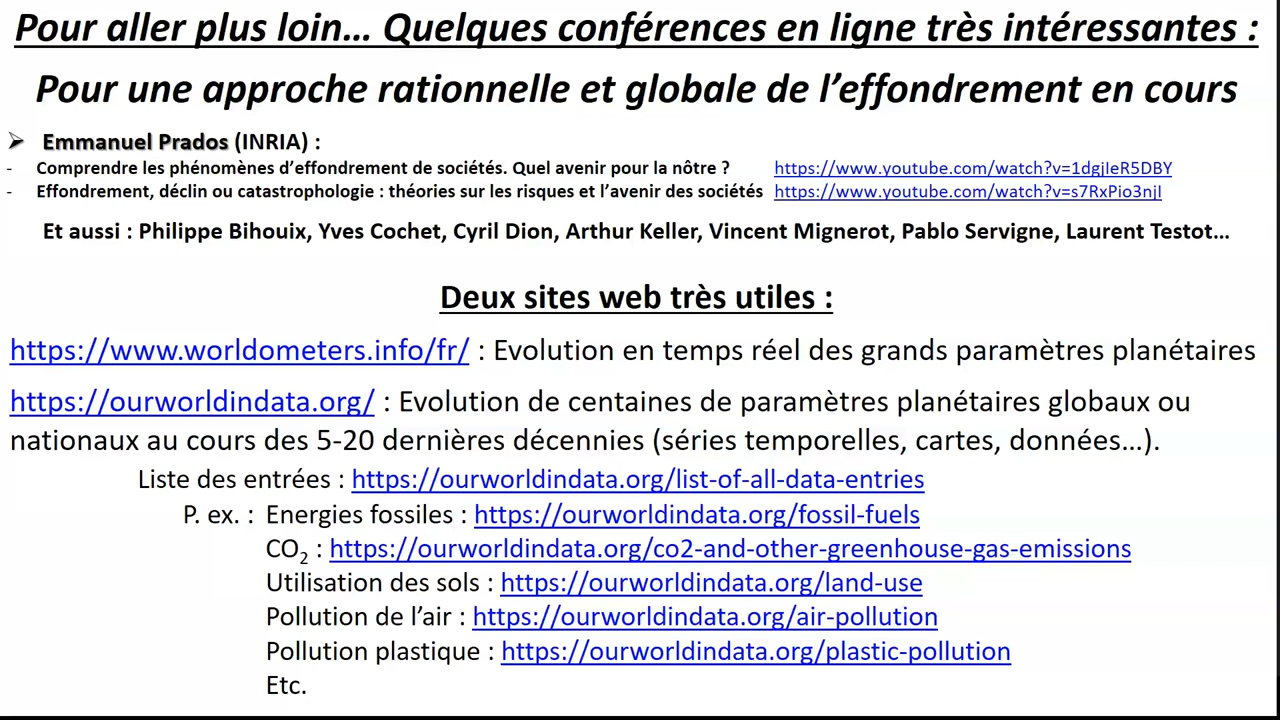 Pour aller plus loin… Quelques conférences en ligne très intéressantes :
Pour une approche rationnelle et globale de l’effondrement en cours
➢ Emmanuel Prados (INRIA) :
- Comprendre les phénomènes d’effondrement de sociétés. Quel avenir pour la nôtre ? https://www.youtube.com/watch?v=1dgjIeR5DBY
- Effondrement, déclin ou catastrophologie : théories sur les risques et l’avenir des sociétés https://www.youtube.com/watch?v=s7RxPio3njI
Et aussi : Philippe Bihouix, Yves Cochet, Cyril Dion, Arthur Keller, Vincent Mignerot, Pablo Servigne, Laurent Testot…
Deux sites web très utiles :
https://www.worldometers.info/fr/ : Evolution en temps réel des grands paramètres planétaires
https://ourworldindata.org/ : Evolution de centaines de paramètres planétaires globaux ou
nationaux au cours des 5-20 dernières décennies (séries temporelles, cartes, données…).
Liste des entrées : https://ourworldindata.org/list-of-all-data-entries
P. ex. : Energies fossiles : https://ourworldindata.org/fossil-fuels
CO₂ : https://ourworldindata.org/co2-and-other-greenhouse-gas-emissions
Utilisation des sols : https://ourworldindata.org/land-use
Pollution de l’air : https://ourworldindata.org/air-pollution
Pollution plastique : https://ourworldindata.org/plastic-pollution
Etc.